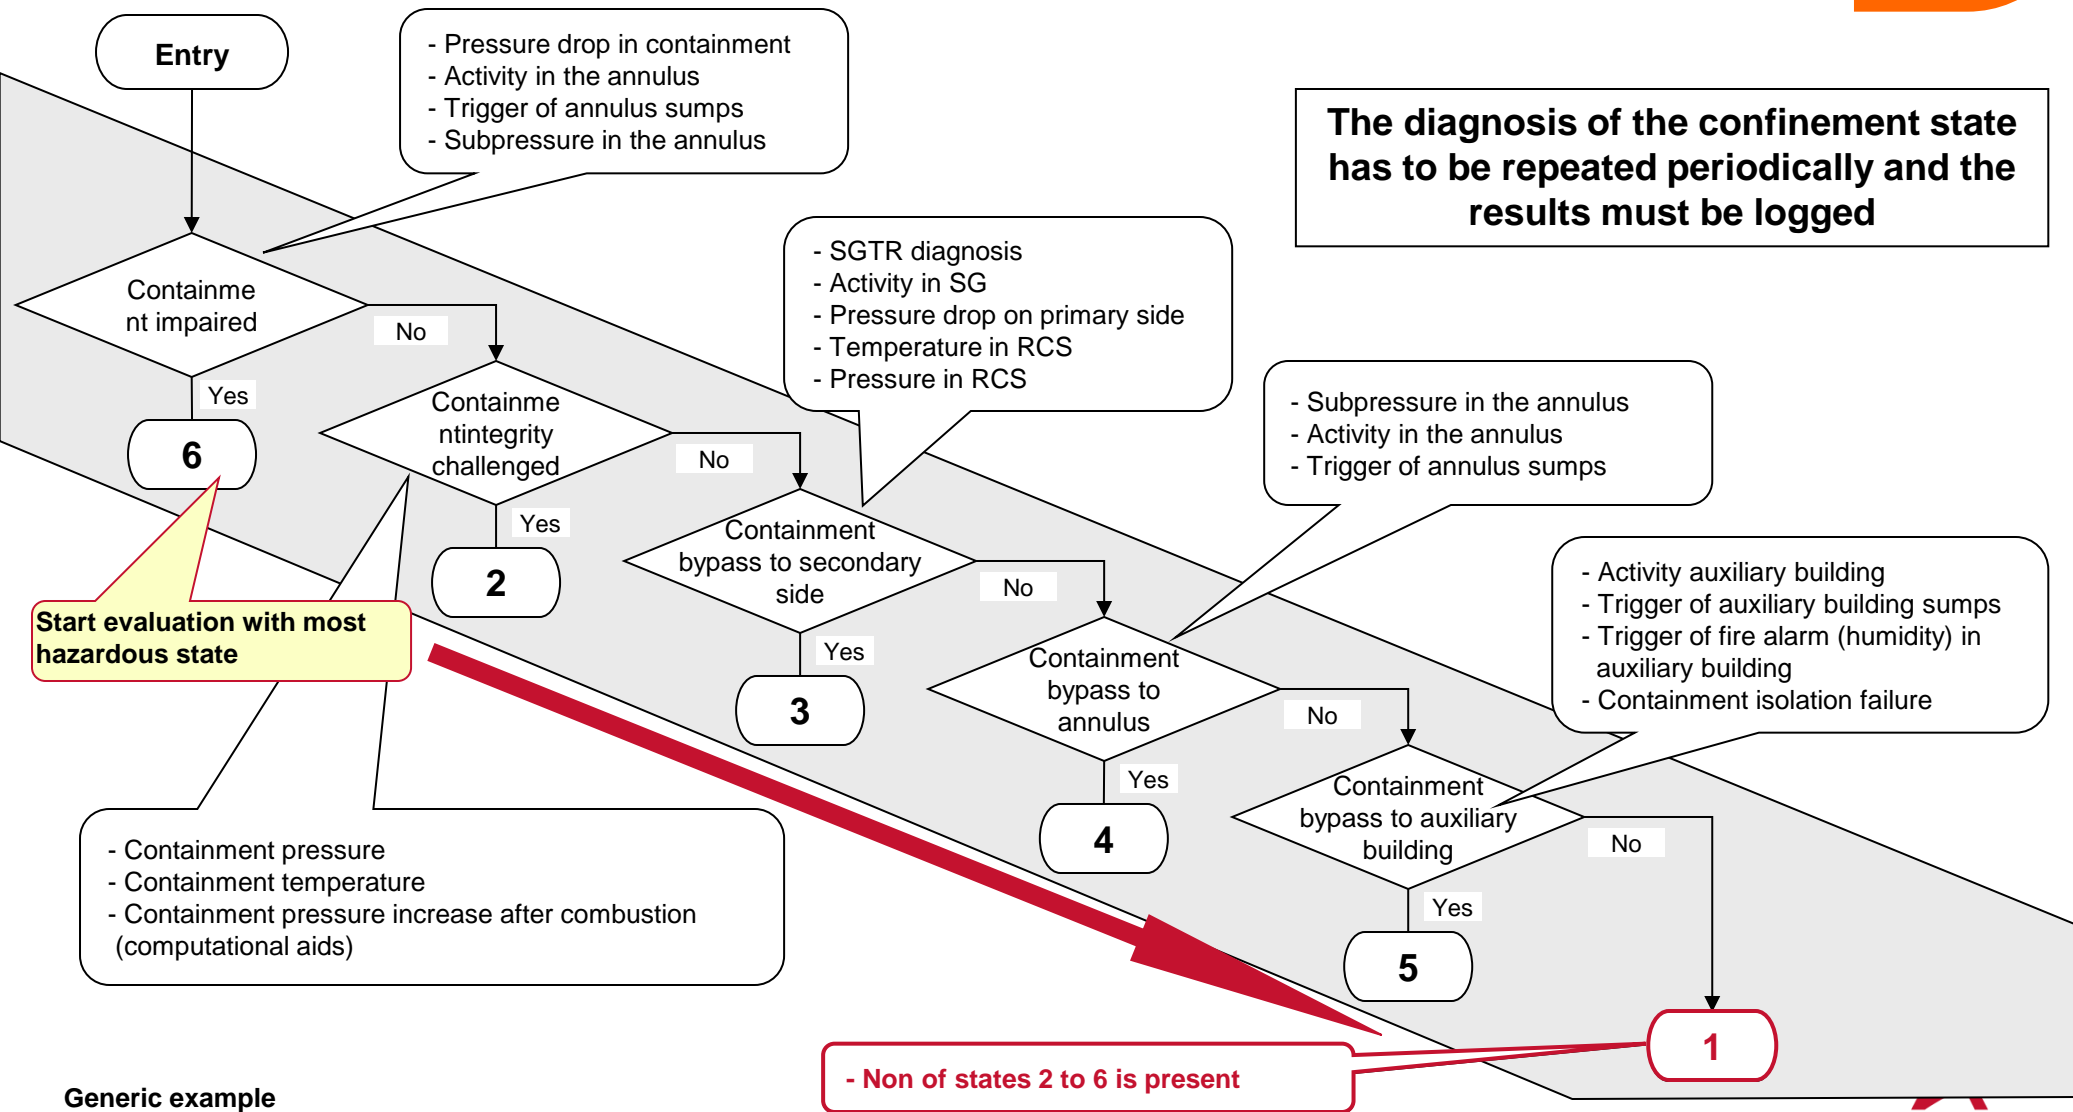 Entry
- Pressure drop in containment
- Activity in the annulus
- Trigger of annulus sumps
- Subpressure in the annulus
The diagnosis of the confinement state
has to be repeated periodically and the
results must be logged
Containme
nt impaired
No
Yes
6
- SGTR diagnosis
- Activity in SG
- Pressure drop on primary side
- Temperature in RCS
- Pressure in RCS
Containme
ntintegrity
challenged
No
Yes
2
- Subpressure in the annulus
- Activity in the annulus
- Trigger of annulus sumps
Containment
bypass to secondary
side
No
Yes
3
Start evaluation with most
hazardous state
- Activity auxiliary building
- Trigger of auxiliary building sumps
- Trigger of fire alarm (humidity) in
auxiliary building
- Containment isolation failure
Containment
bypass to
annulus
No
Yes
4
Containment
bypass to auxiliary
building
No
Yes
5
- Containment pressure
- Containment temperature
- Containment pressure increase after combustion
(computational aids)
1
- Non of states 2 to 6 is present
Generic example